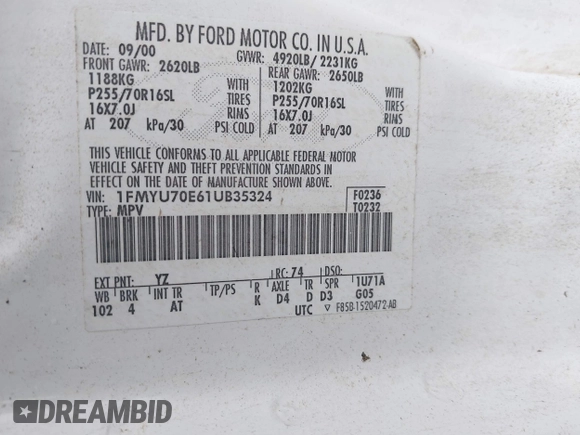 MFD. BY FORD MOTOR CO. IN U.S.A.
DATE: 09/00 GVWR: 4920LB/ 2231KG
FRONT GAWR: 2620LB REAR GAWR: 2650LB
1188KG WITH 1202KG WITH
P255/70R16SL TIRES P255/70R16SL TIRES
16X7.0J RIMS 16X7.0J RIMS
AT 207 kPa/30 PSI COLD AT 207 kPa/30 PSI COLD
THIS VEHICLE CONFORMS TO ALL APPLICABLE FEDERAL MOTOR
VEHICLE SAFETY AND THEFT PREVENTION STANDARDS IN
EFFECT ON THE DATE OF MANUFACTURE SHOWN ABOVE.
VIN: 1FMYU70E61UB35324 F0236
TYPE: MPV T0232
EXT PNT: YZ RC: 74 DSO:
WB BRK INT TR TP/PS R AXLE TR SPR 1U71A
102 4 AT K D4 D D3 G05
UTC ▽ F85B-1520472-AB
DREAMBID